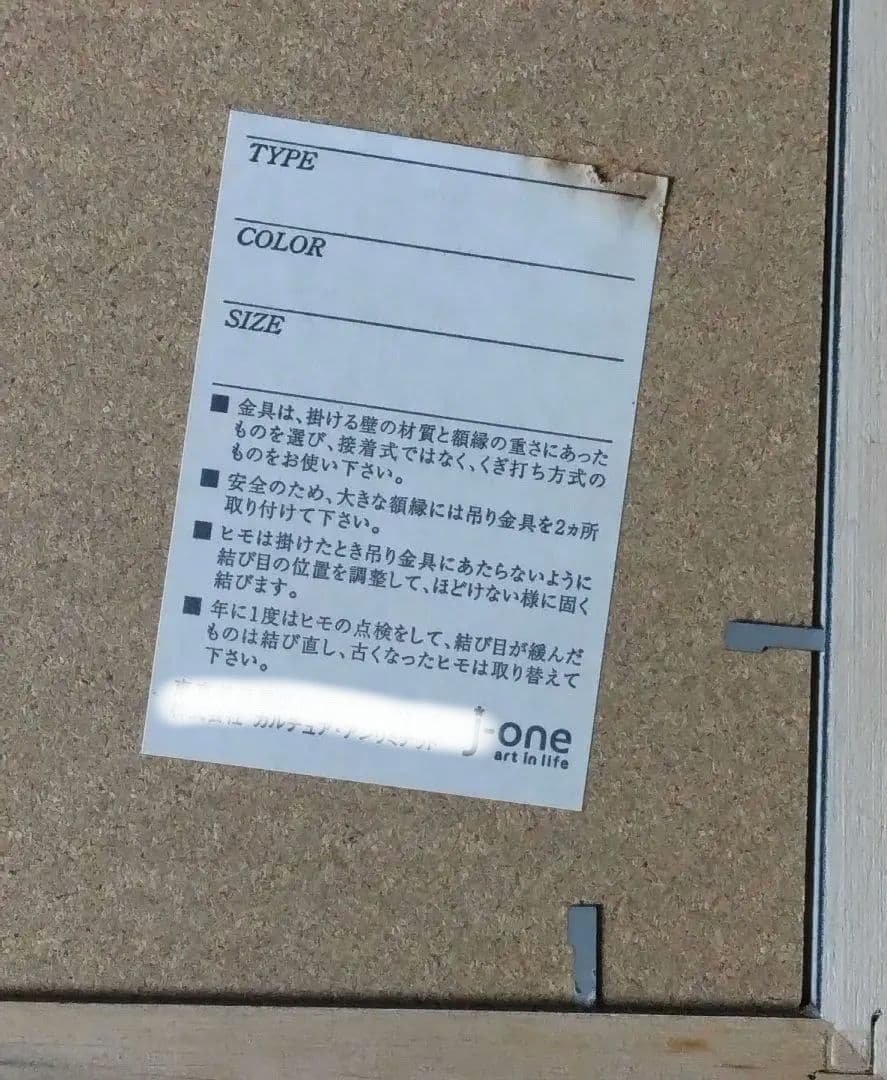 TYPE
COLOR
SIZE
■ 金具は、掛ける壁の材質と額縁の重さにあった
ものを選び、接着式ではなく、くぎ打ち方式の
ものをお使い下さい。
■ 安全のため、大きな額縁には吊り金具を2ヵ所
取り付けて下さい。
■ ヒモは掛けたとき吊り金具にあたらないように
結び目の位置を調整して、ほどけない様に固く
結びます。
■ 年に1度はヒモの点検をして、結び目が緩んだ
ものは結び直し、古くなったヒモは取り替えて
下さい。
j-one
art in life